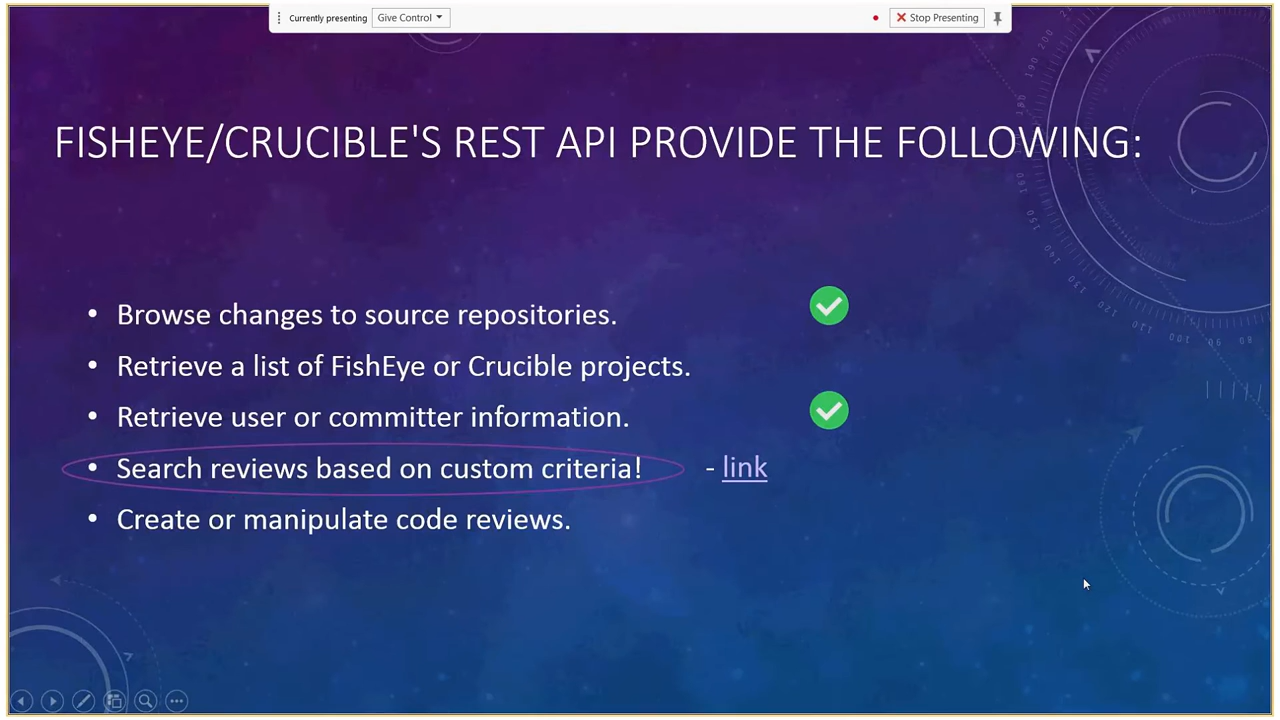 Currently presenting Give Control Stop Presenting
FISHEYE/CRUCIBLE'S REST API PROVIDE THE FOLLOWING:
• Browse changes to source repositories.
• Retrieve a list of FishEye or Crucible projects.
• Retrieve user or committer information.
• Search reviews based on custom criteria! - link
• Create or manipulate code reviews.